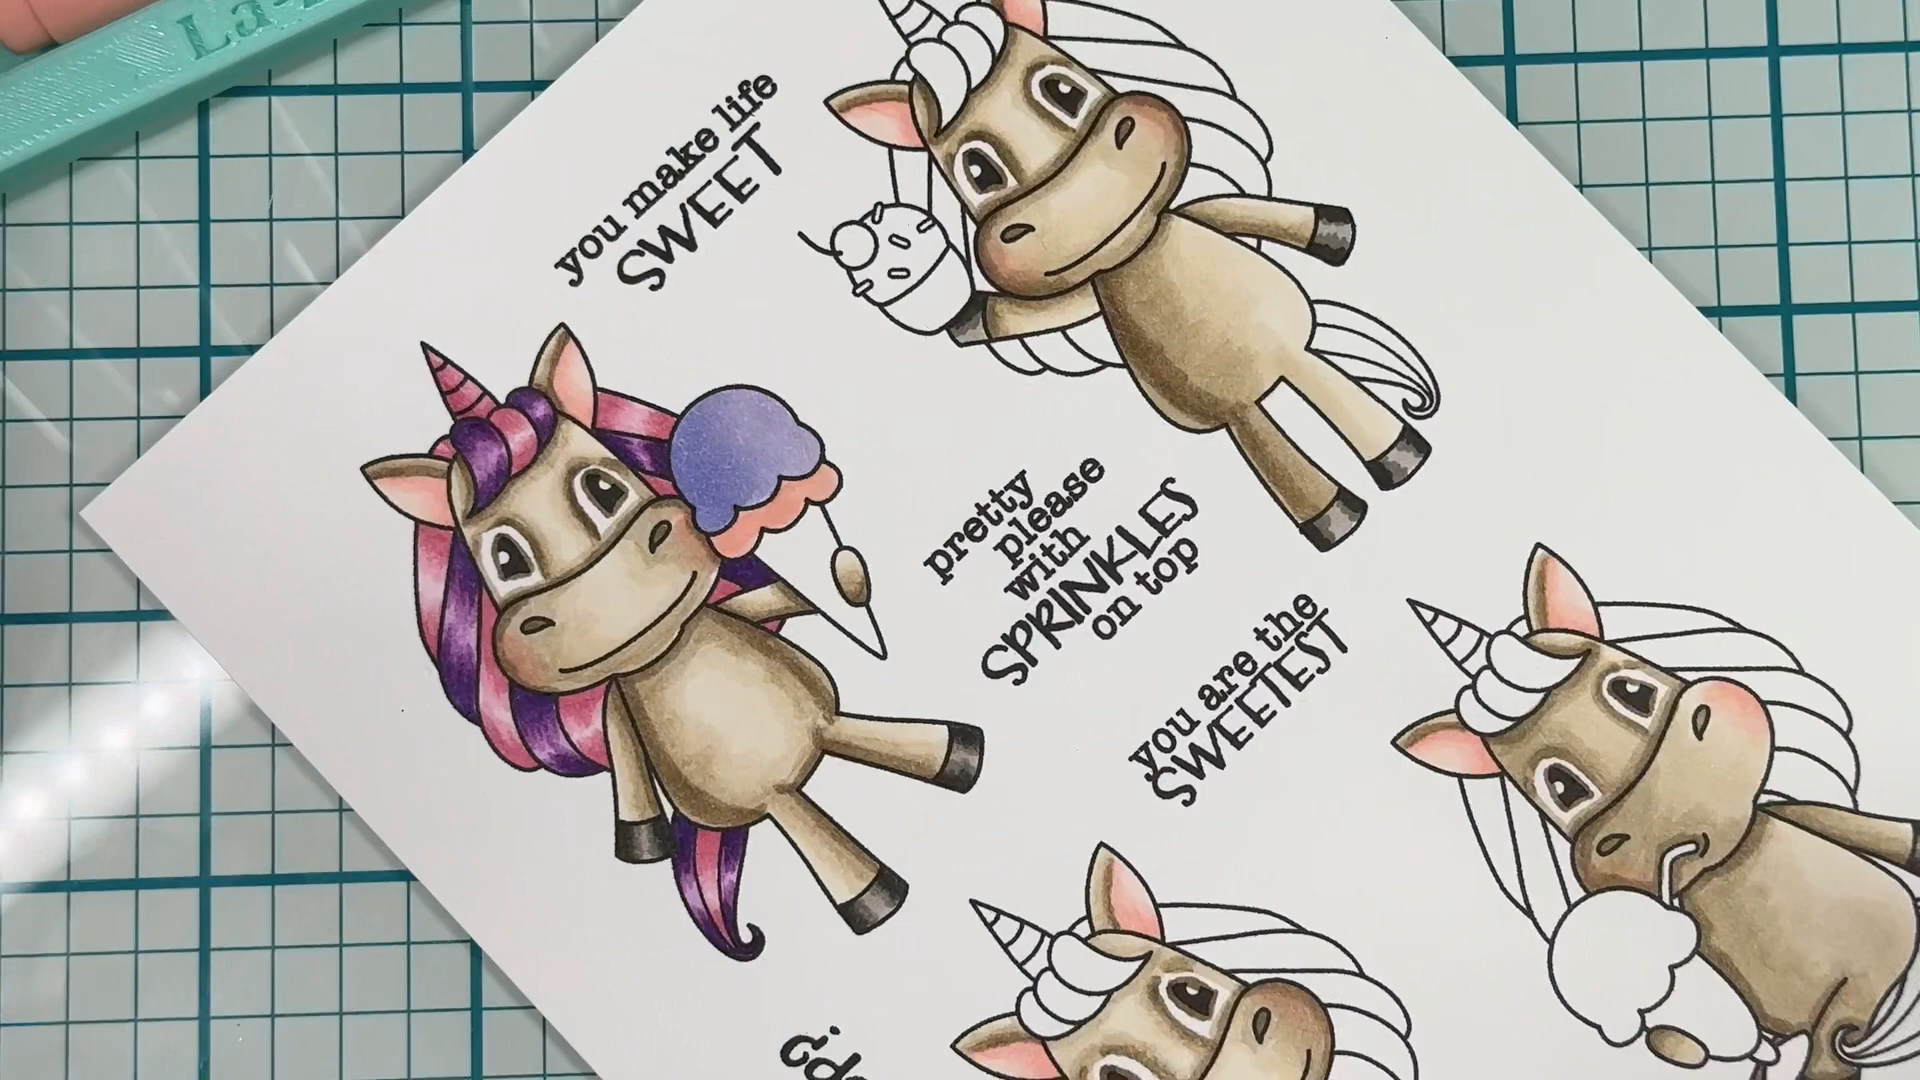 you make life
SWEET
pretty
please
with
SPRINKLES
on top
you are the
SWEETEST